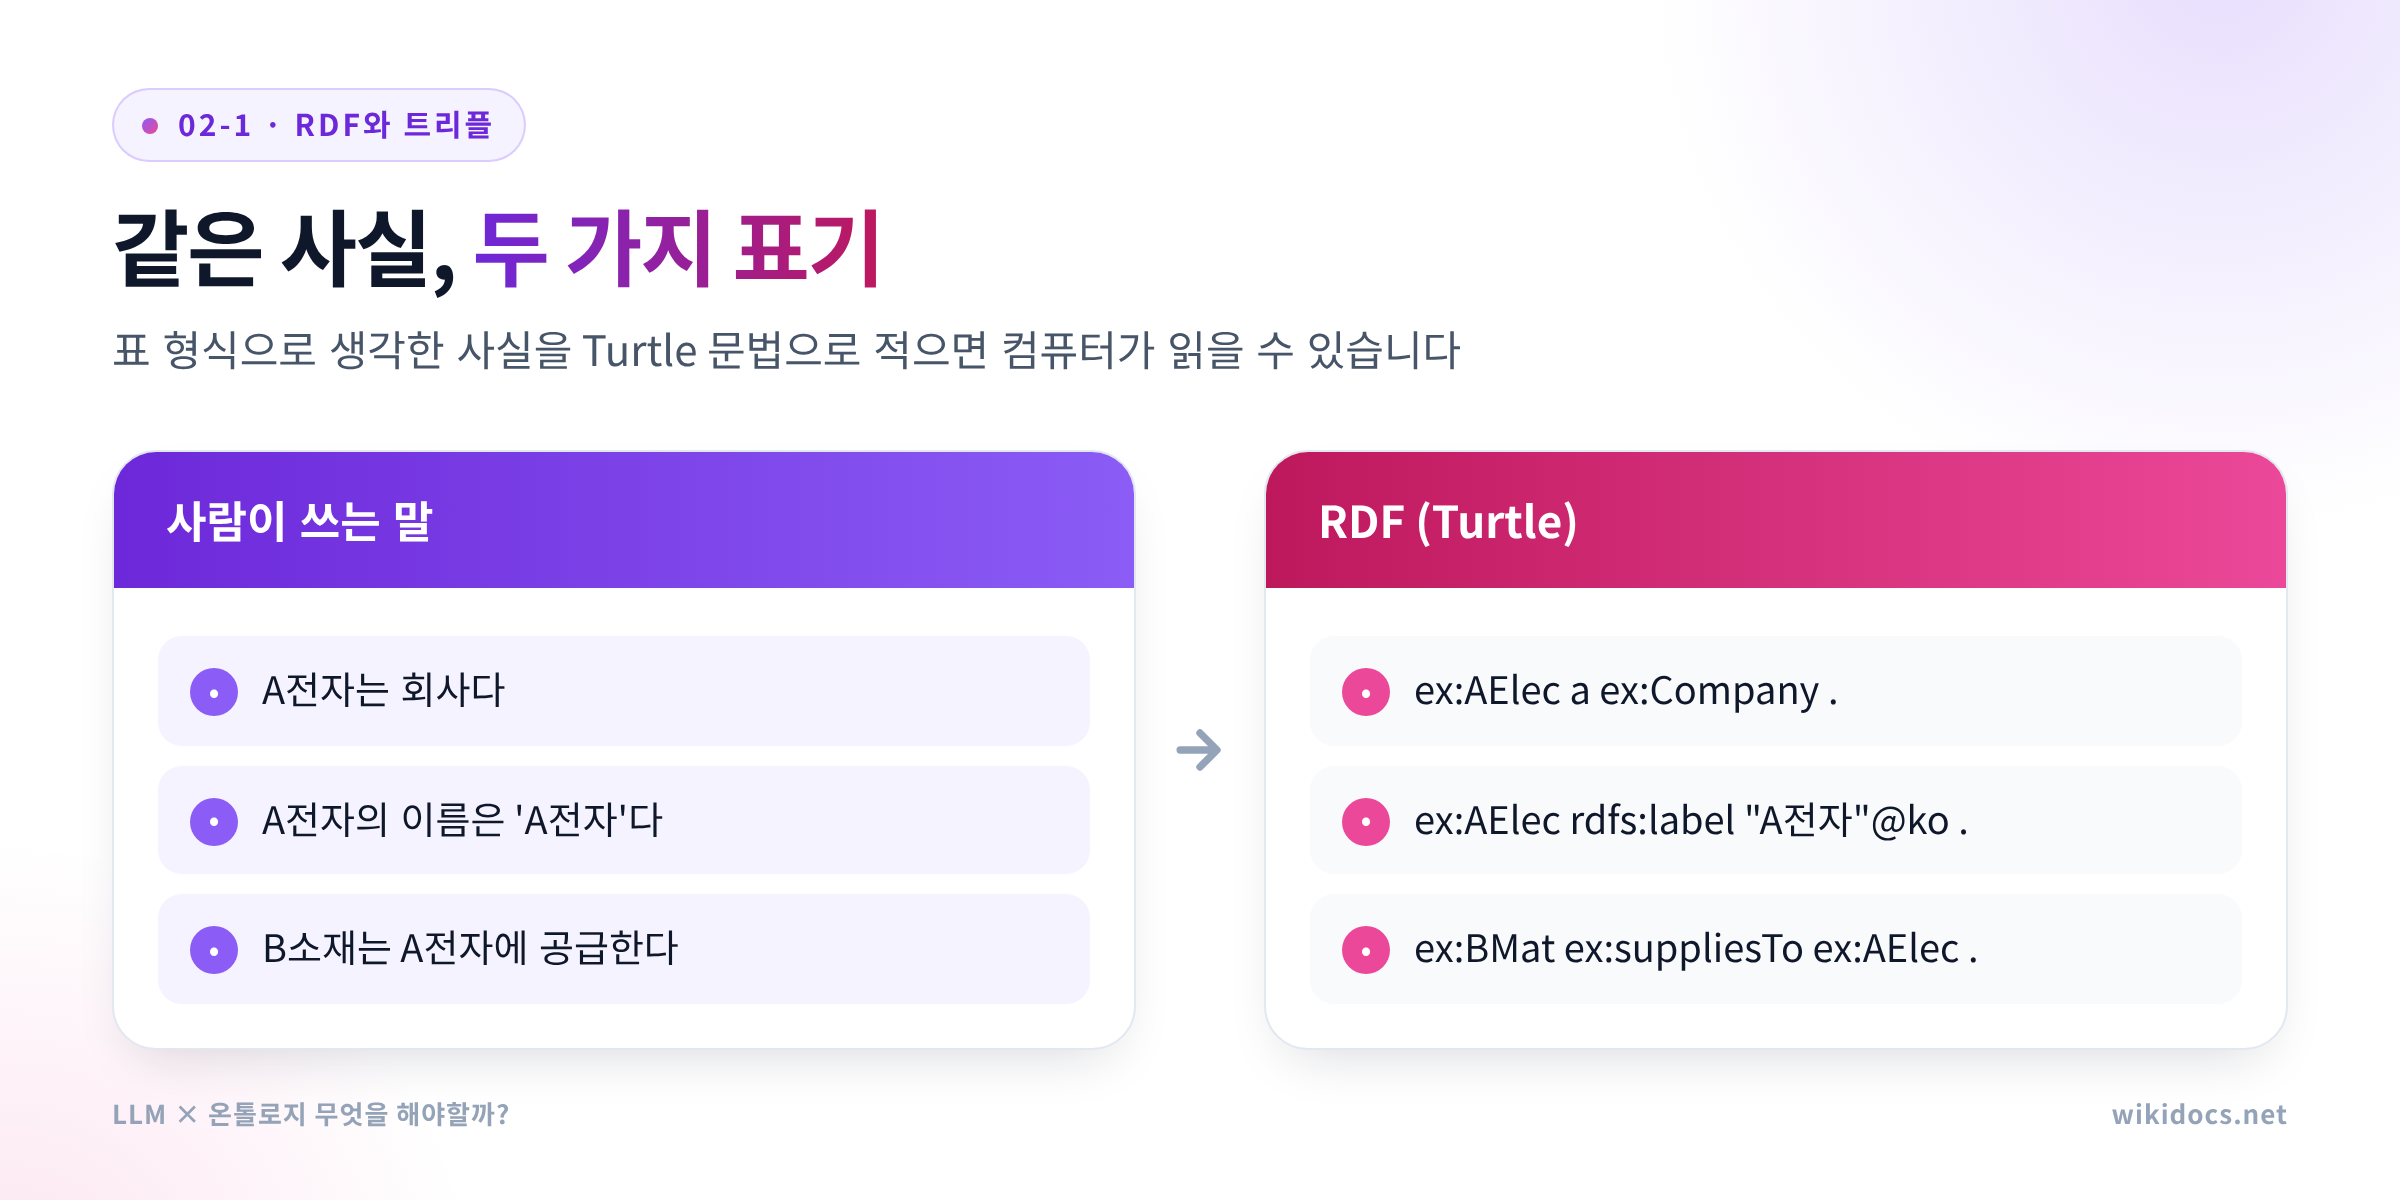 02-1 · RDF와 트리플
같은 사실, 두 가지 표기
표 형식으로 생각한 사실을 Turtle 문법으로 적으면 컴퓨터가 읽을 수 있습니다
사람이 쓰는 말
A전자는 회사다
A전자의 이름은 'A전자'다
B소재는 A전자에 공급한다
→
RDF (Turtle)
ex:AElec a ex:Company .
ex:AElec rdfs:label "A전자"@ko .
ex:BMat ex:suppliesTo ex:AElec .
LLM × 온톨로지 무엇을 해야할까?
wikidocs.net